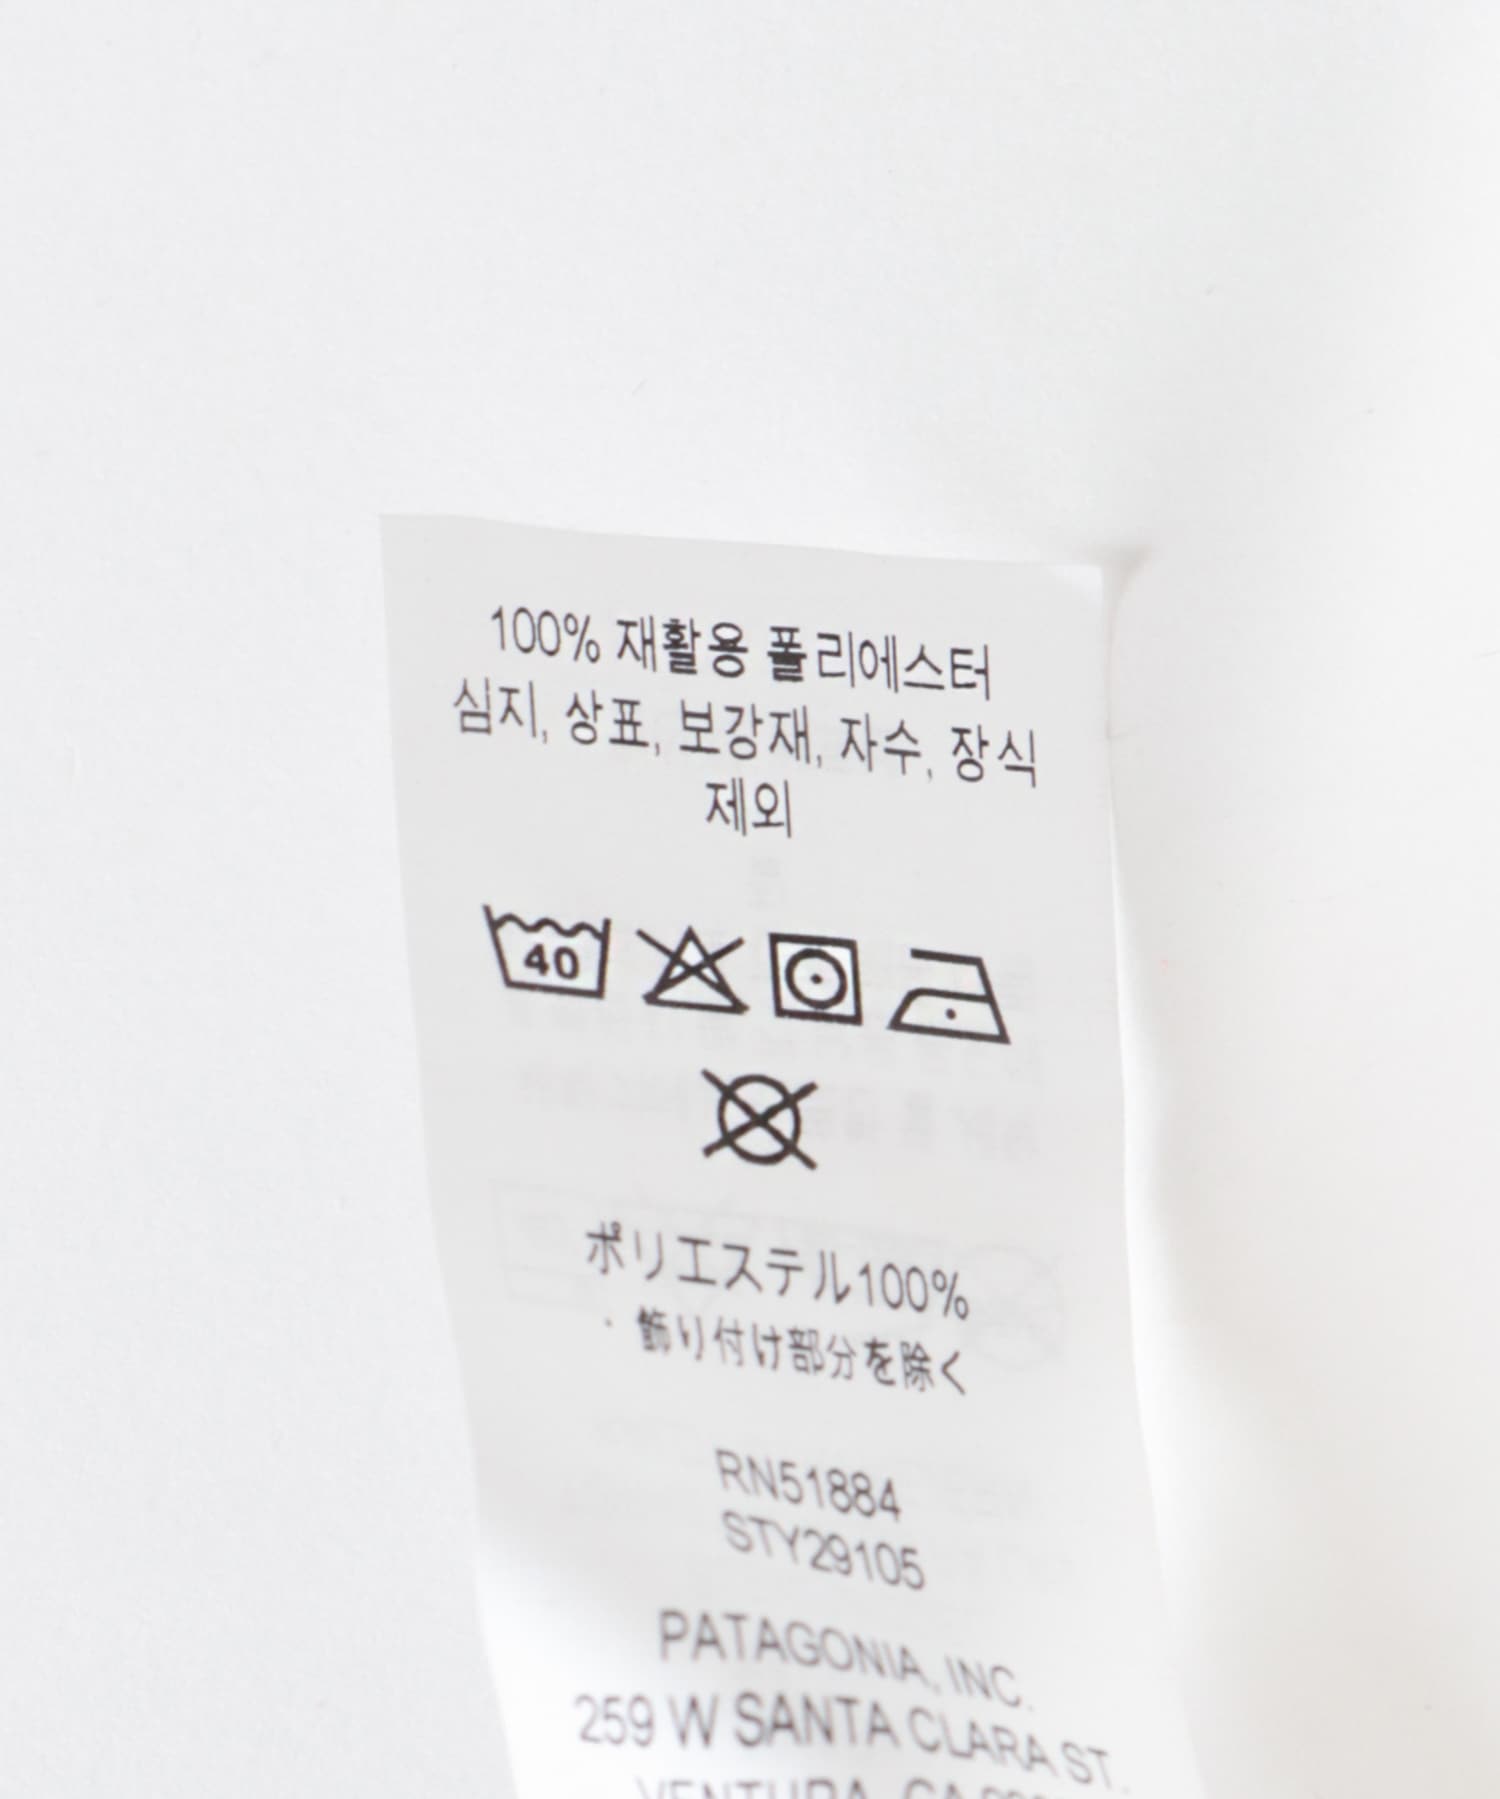 100% 재활용 폴리에스터
심지, 상표, 보강재, 자수, 장식
제외
40
ポリエステル100%
・飾り付け部分を除く
RN51884
STY29105
PATAGONIA, INC.
259 W SANTA CLARA ST.
VENTURA, CA